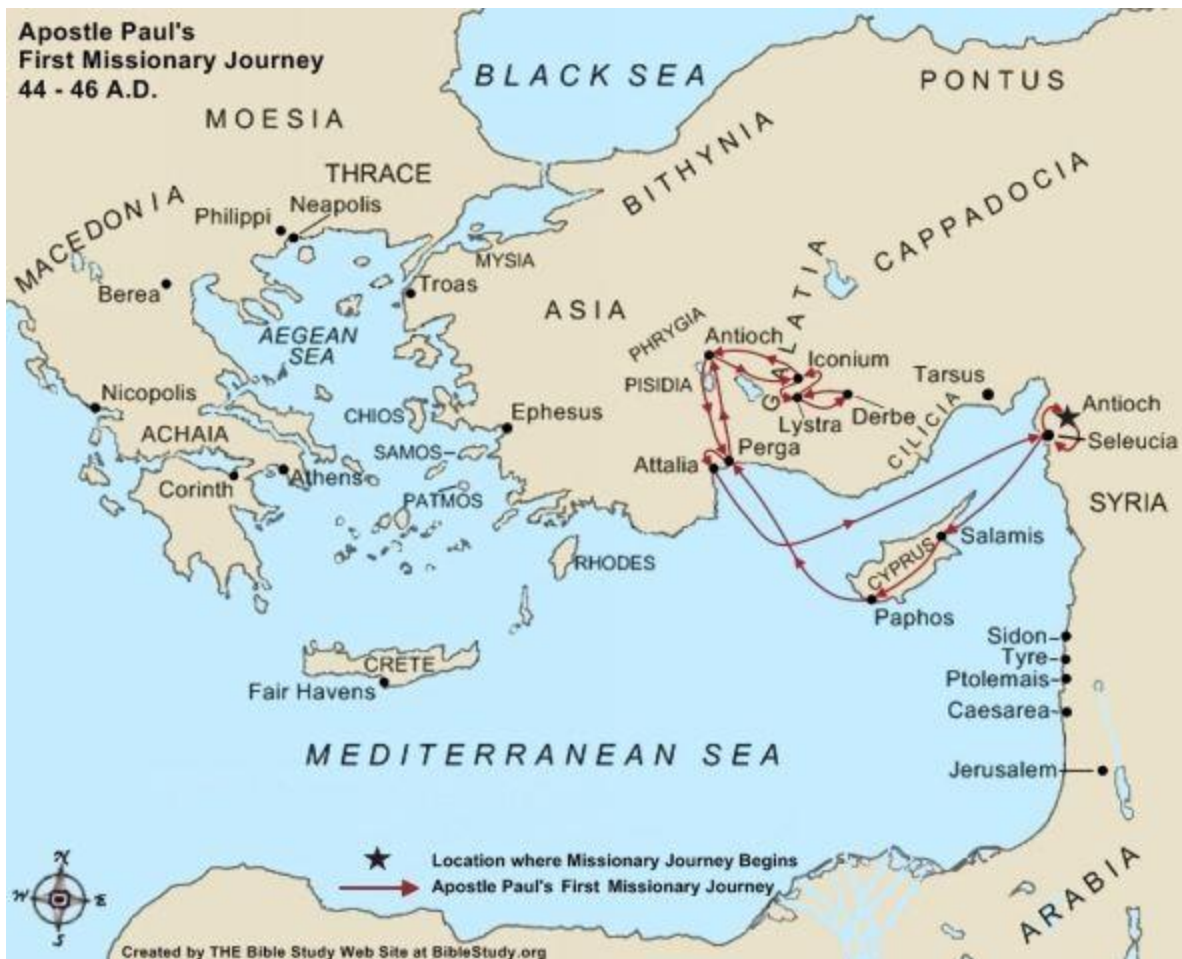 Apostle Paul's
First Missionary Journey
44 - 46 A.D.
BLACK SEA
PONTUS
MOESIA
THRACE
BITHYNIA
MACEDONIA
Philippi
Neapolis
CAPPADOCIA
MYSIA
Berea
Troas
ASIA
GALATIA
AEGEAN
SEA
PHRYGIA
Antioch
Iconium
PISIDIA
Tarsus
Nicopolis
CHIOS
Ephesus
Lystra
Derbe
CILICIA
Antioch
Seleucia
ACHAIA
SAMOS
Attalia
Perga
Corinth
Athens
PATMOS
SYRIA
RHODES
CYPRUS
Salamis
Paphos
Sidon
Tyre
Ptolemais
Caesarea
CRETE
Fair Havens
MEDITERRANEAN SEA
Jerusalem
Location where Missionary Journey Begins
Apostle Paul's First Missionary Journey
ARABIA
N
W
E
S
Created by THE Bible Study Web Site at BibleStudy.org